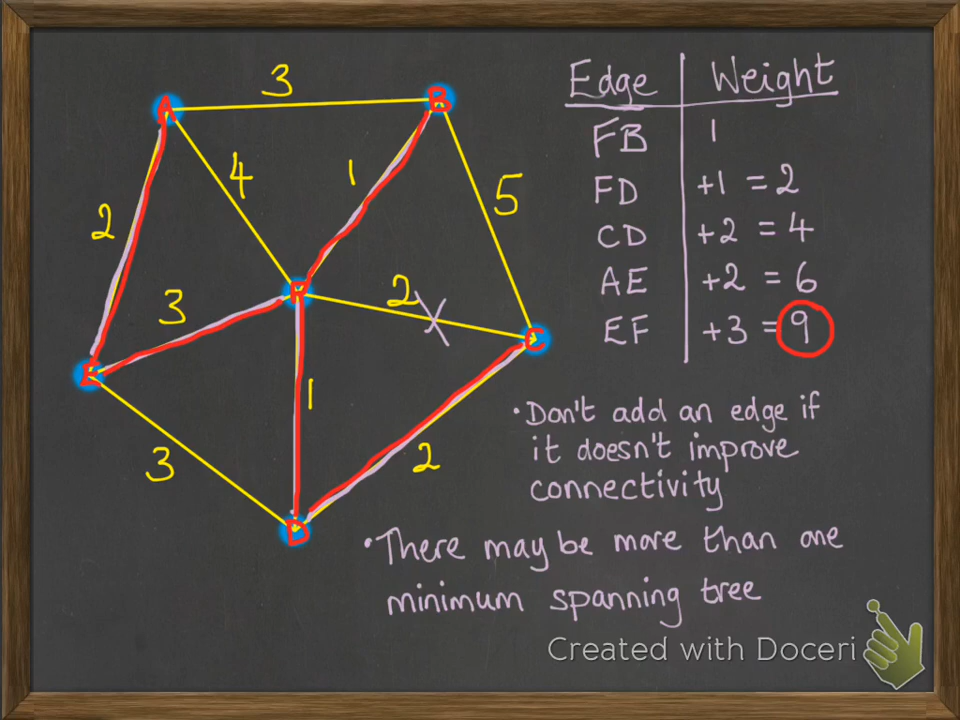 3
A
B
4
1
5
2
F
2
X
3
C
E
1
3
2
D
Edge | Weight
FB | 1
FD | +1 = 2
CD | +2 = 4
AE | +2 = 6
EF | +3 = 9
• Don't add an edge if
it doesn't improve
connectivity
• There may be more than one
minimum spanning tree
Created with Doceri